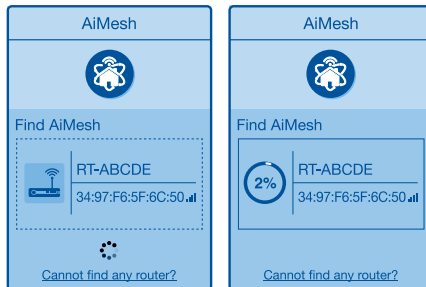 AiMesh
Find AiMesh
RT-ABCDE
34:97:F6:5F:6C:50
Cannot find any router?
AiMesh
Find AiMesh
2%
RT-ABCDE
34:97:F6:5F:6C:50
Cannot find any router?